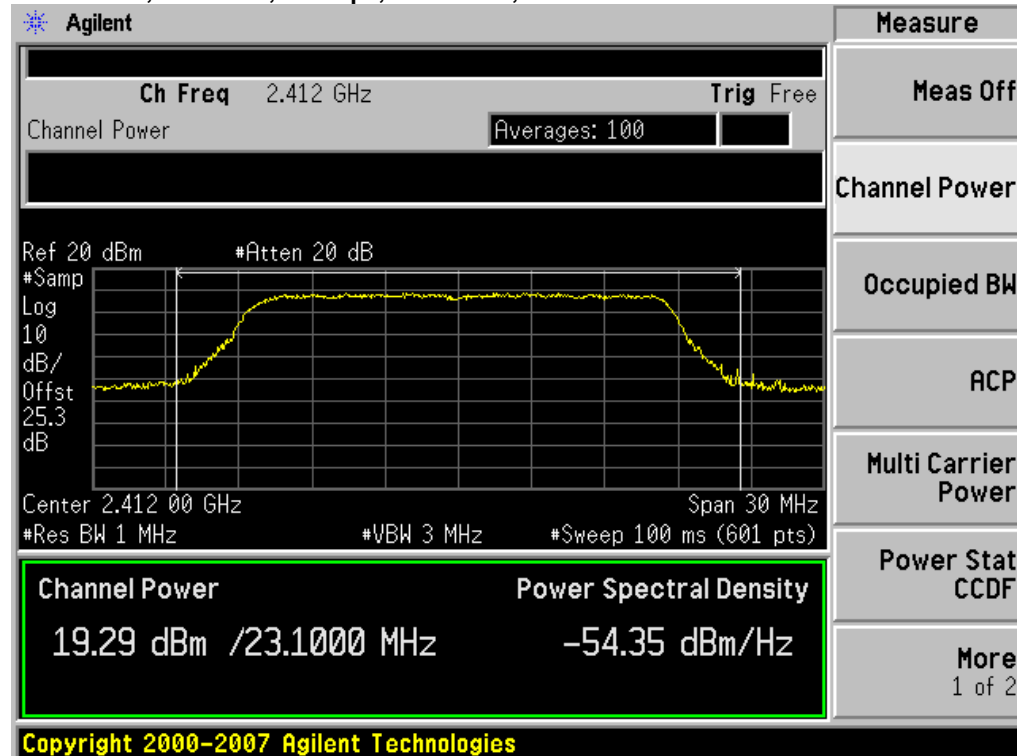 Agilent
Measure
Ch Freq 2.412 GHz Trig Free
Channel Power Averages: 100
Ref 20 dBm #Atten 20 dB
#Samp
Log
10
dB/
Offst
25.3
dB
Center 2.412 00 GHz Span 30 MHz
#Res BW 1 MHz #VBW 3 MHz #Sweep 100 ms (601 pts)
Channel Power Power Spectral Density
19.29 dBm /23.1000 MHz -54.35 dBm/Hz
Meas Off
Channel Power
Occupied BW
ACP
Multi Carrier
Power
Power Stat
CCDF
More
1 of 2
Copyright 2000-2007 Agilent Technologies